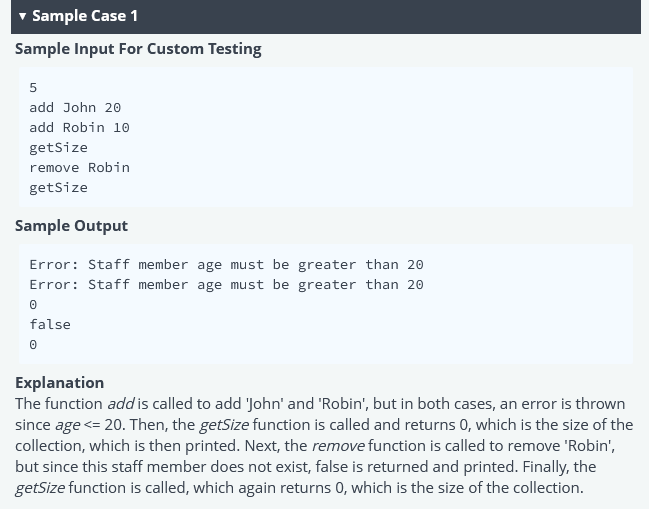 ▼ Sample Case 1
Sample Input For Custom Testing
5
add John 20
add Robin 10
getSize
remove Robin
getSize
Sample Output
Error: Staff member age must be greater than 20
Error: Staff member age must be greater than 20
0
false
0
Explanation
The function add is called to add 'John' and 'Robin', but in both cases, an error is thrown
since age <= 20. Then, the getSize function is called and returns 0, which is the size of the
collection, which is then printed. Next, the remove function is called to remove 'Robin',
but since this staff member does not exist, false is returned and printed. Finally, the
getSize function is called, which again returns 0, which is the size of the collection.